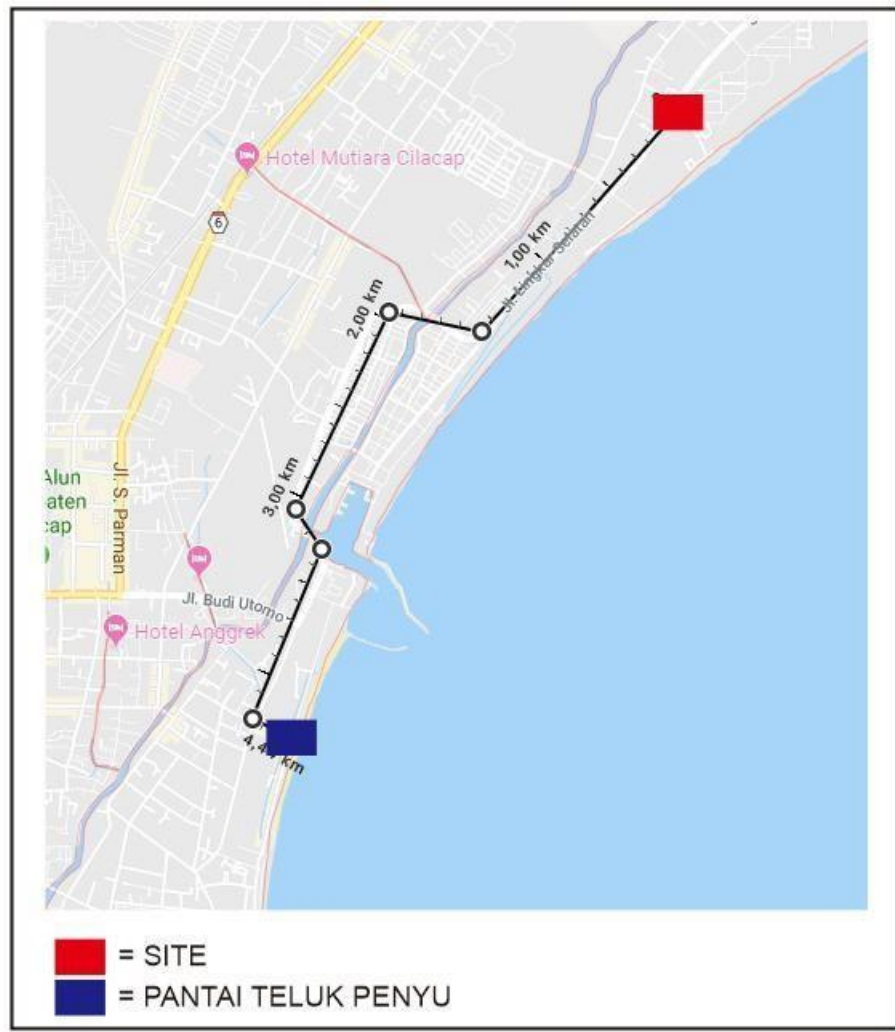 Hotel Mutiara Cilacap
6
1,00 km
Jl. Lingkar Selatan
2,00 km
3,00 km
Alun
aten
cap
Jl. S. Parman
Jl. Budi Utomo
Hotel Anggrek
km
= SITE
= PANTAI TELUK PENYU